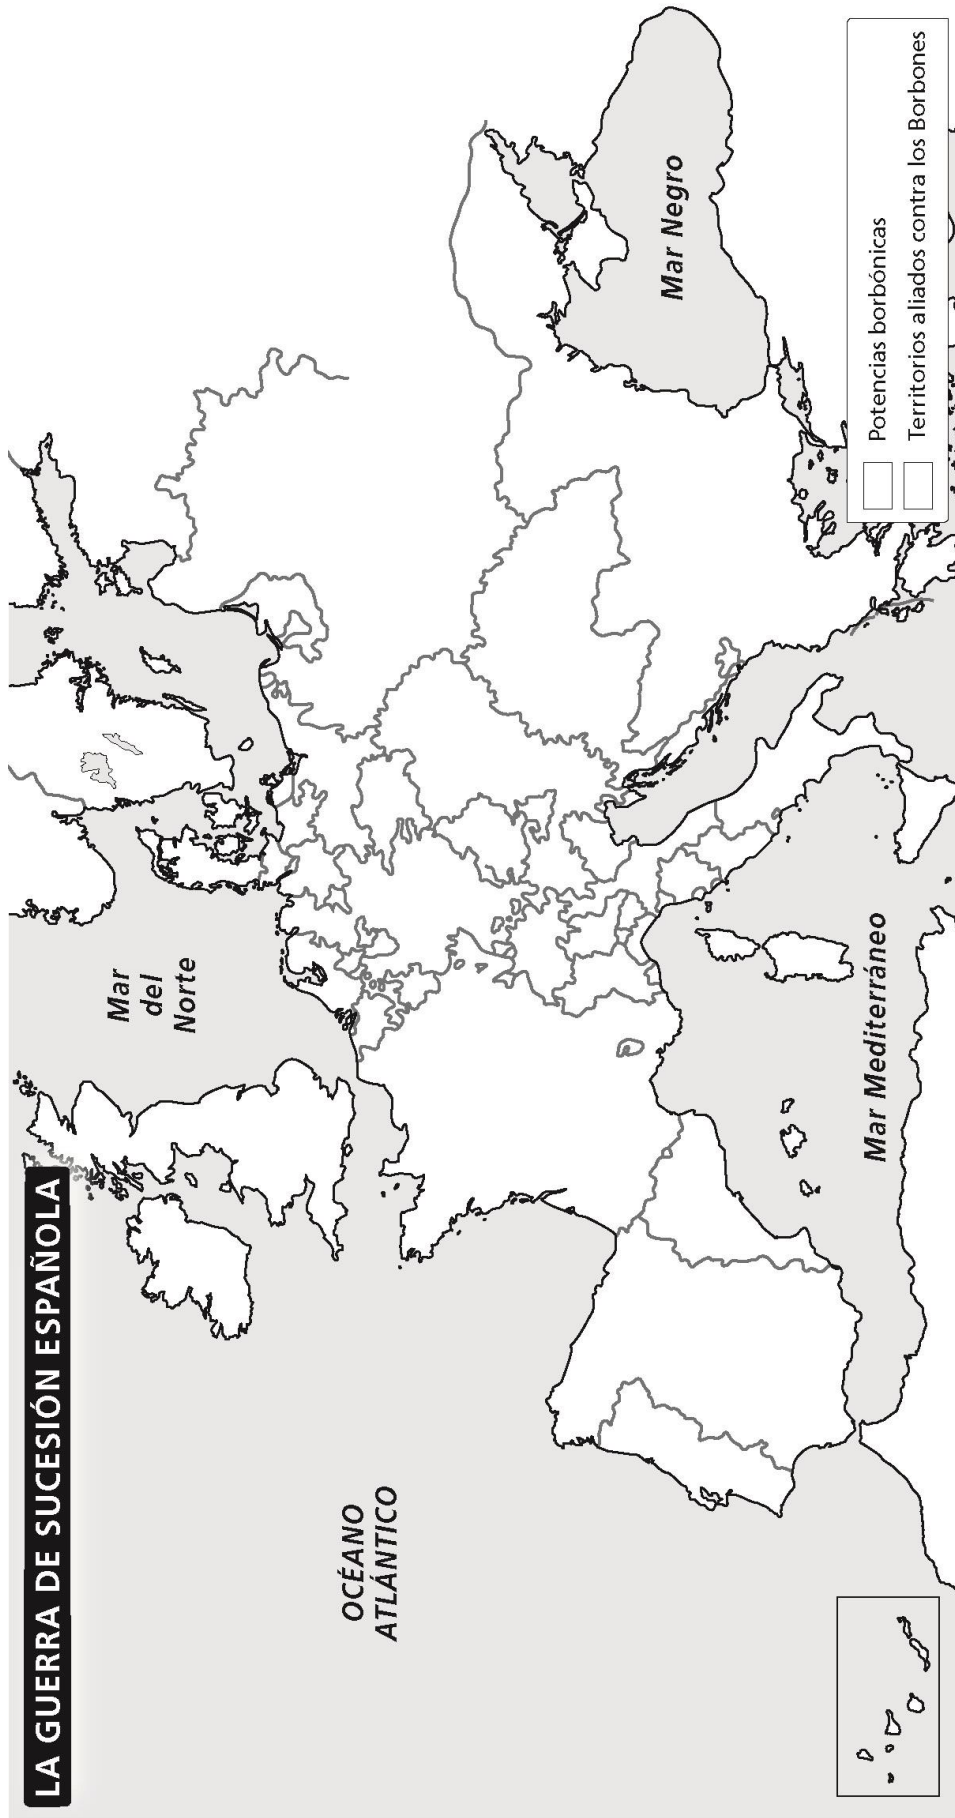 LA GUERRA DE SUCESIÓN ESPAÑOLA
Mar
del
Norte
OCÉANO
ATLÁNTICO
Mar Negro
Mar Mediterráneo
Potencias borbónicas
Territorios aliados contra los Borbones